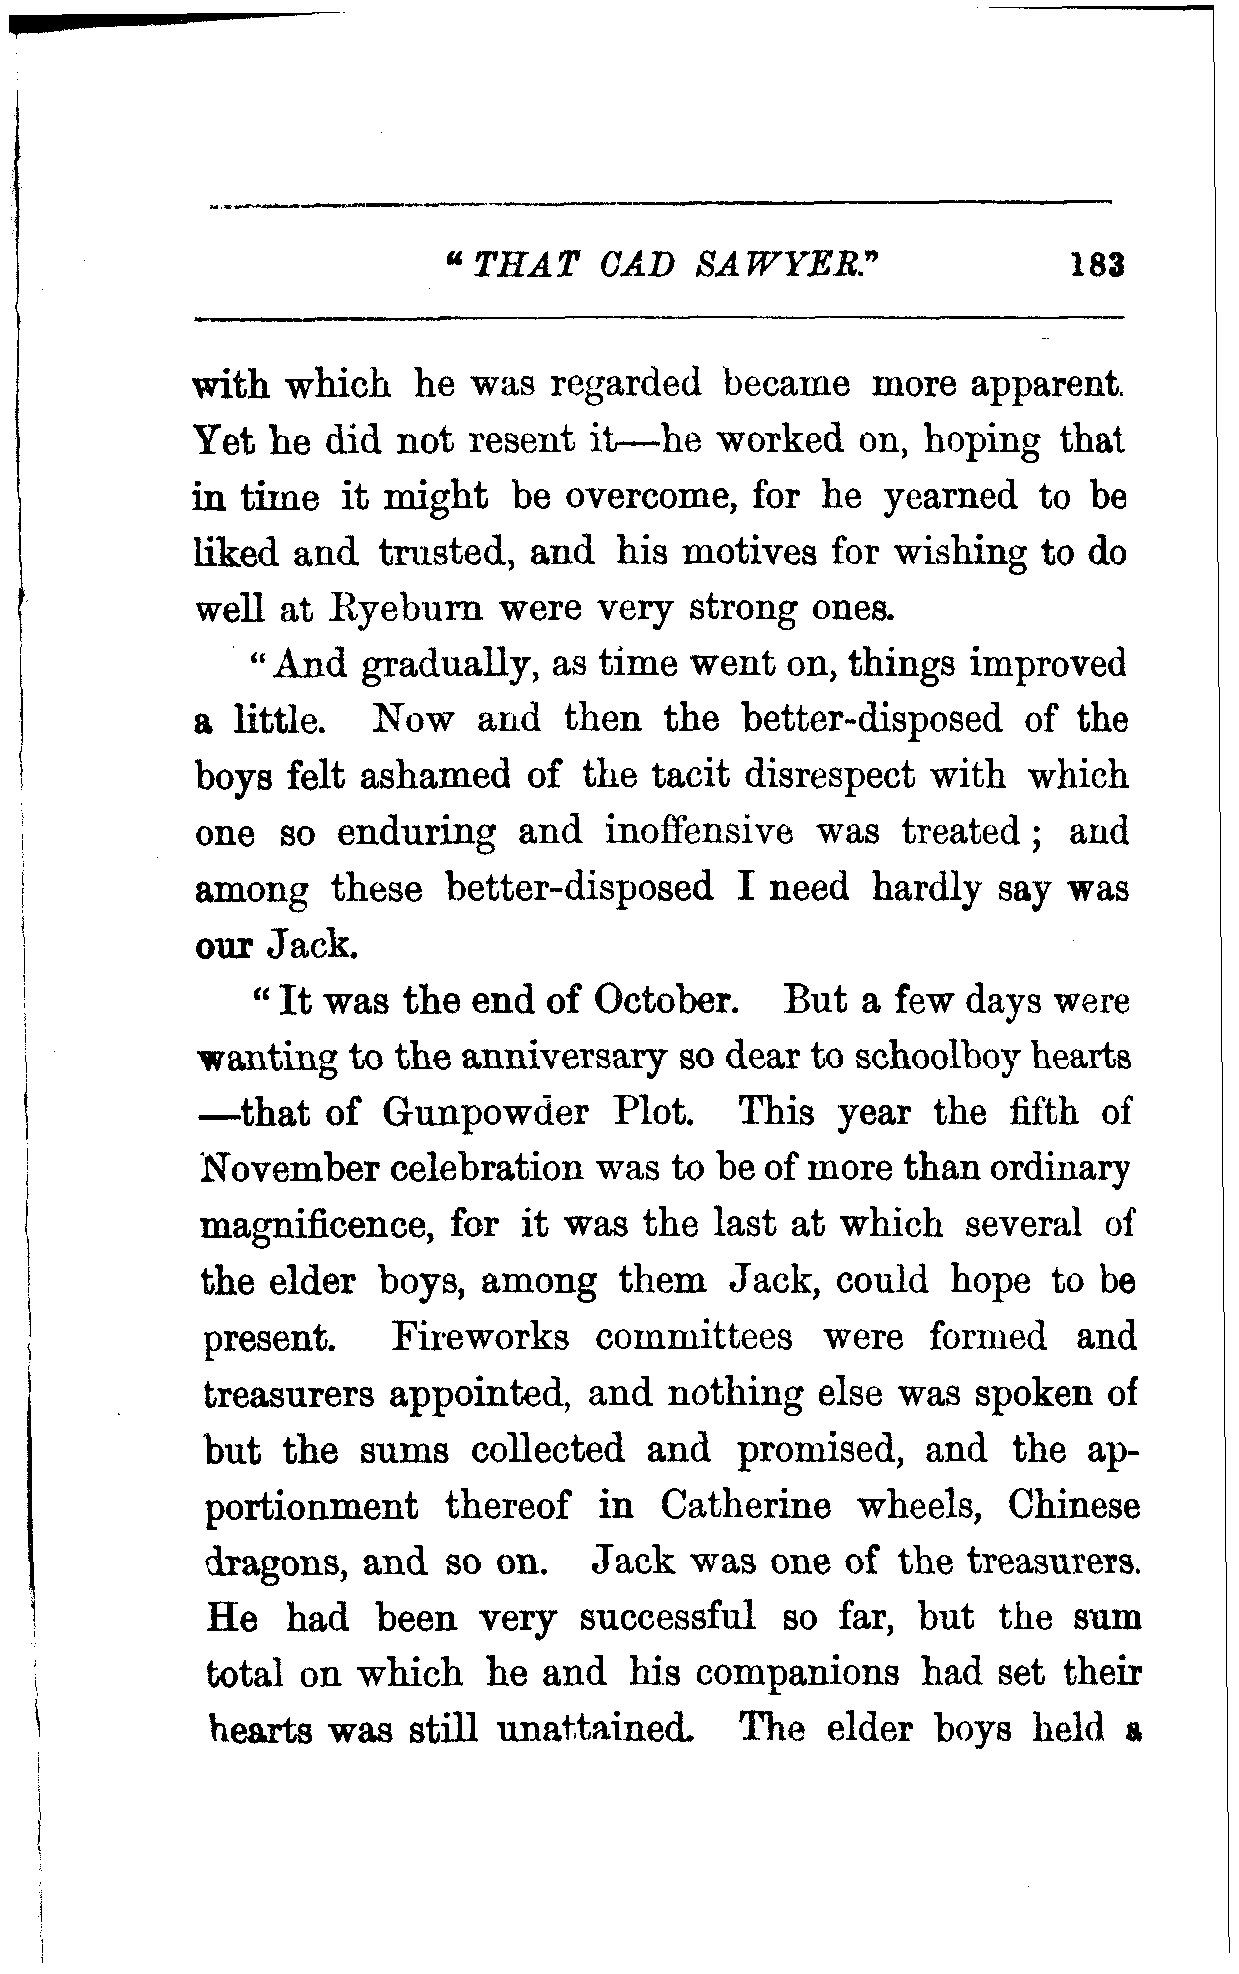 "THAT CAD SAWYER." 183
with which he was regarded became more apparent.
Yet he did not resent it—he worked on, hoping that
in time it might be overcome, for he yearned to be
liked and trusted, and his motives for wishing to do
well at Ryeburn were very strong ones.
"And gradually, as time went on, things improved
a little. Now and then the better-disposed of the
boys felt ashamed of the tacit disrespect with which
one so enduring and inoffensive was treated; and
among these better-disposed I need hardly say was
our Jack.
"It was the end of October. But a few days were
wanting to the anniversary so dear to schoolboy hearts
—that of Gunpowder Plot. This year the fifth of
November celebration was to be of more than ordinary
magnificence, for it was the last at which several of
the elder boys, among them Jack, could hope to be
present. Fireworks committees were formed and
treasurers appointed, and nothing else was spoken of
but the sums collected and promised, and the ap-
portionment thereof in Catherine wheels, Chinese
dragons, and so on. Jack was one of the treasurers.
He had been very successful so far, but the sum
total on which he and his companions had set their
hearts was still unattained. The elder boys held a